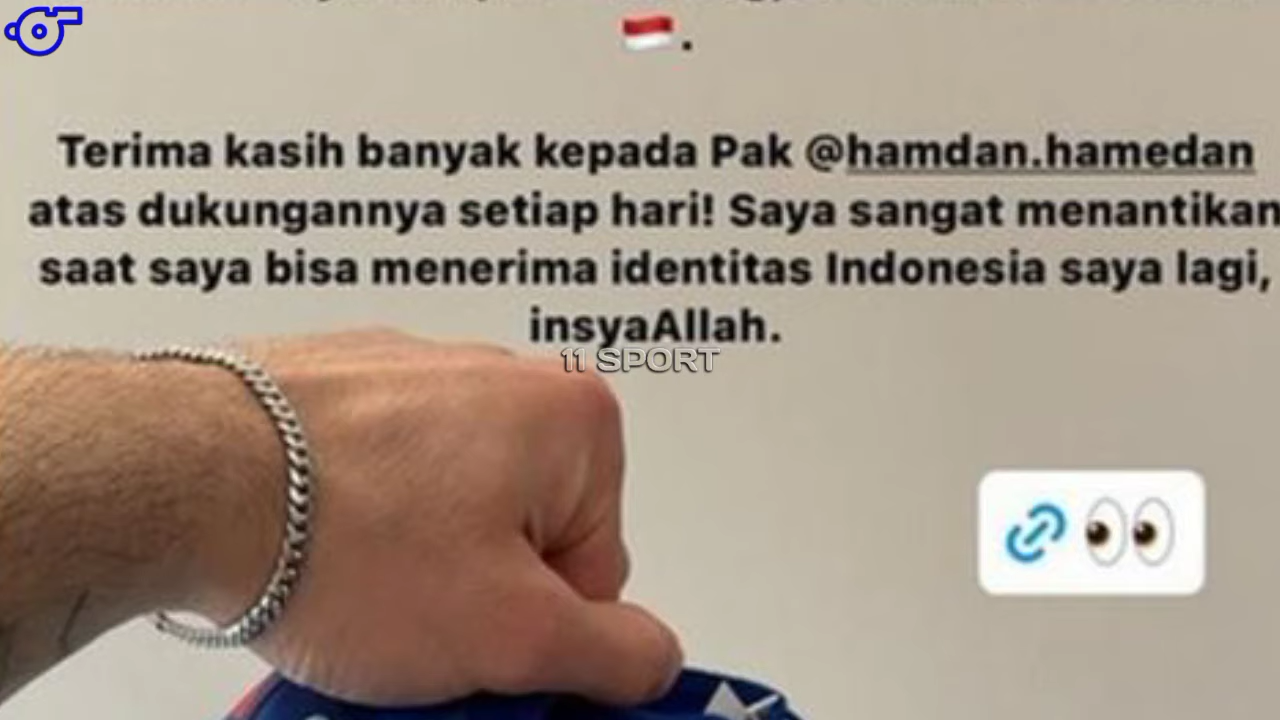 Terima kasih banyak kepada Pak @hamdan.hamedan
atas dukungannya setiap hari! Saya sangat menantikan
saat saya bisa menerima identitas Indonesia saya lagi,
insyaAllah.
11 SPORT